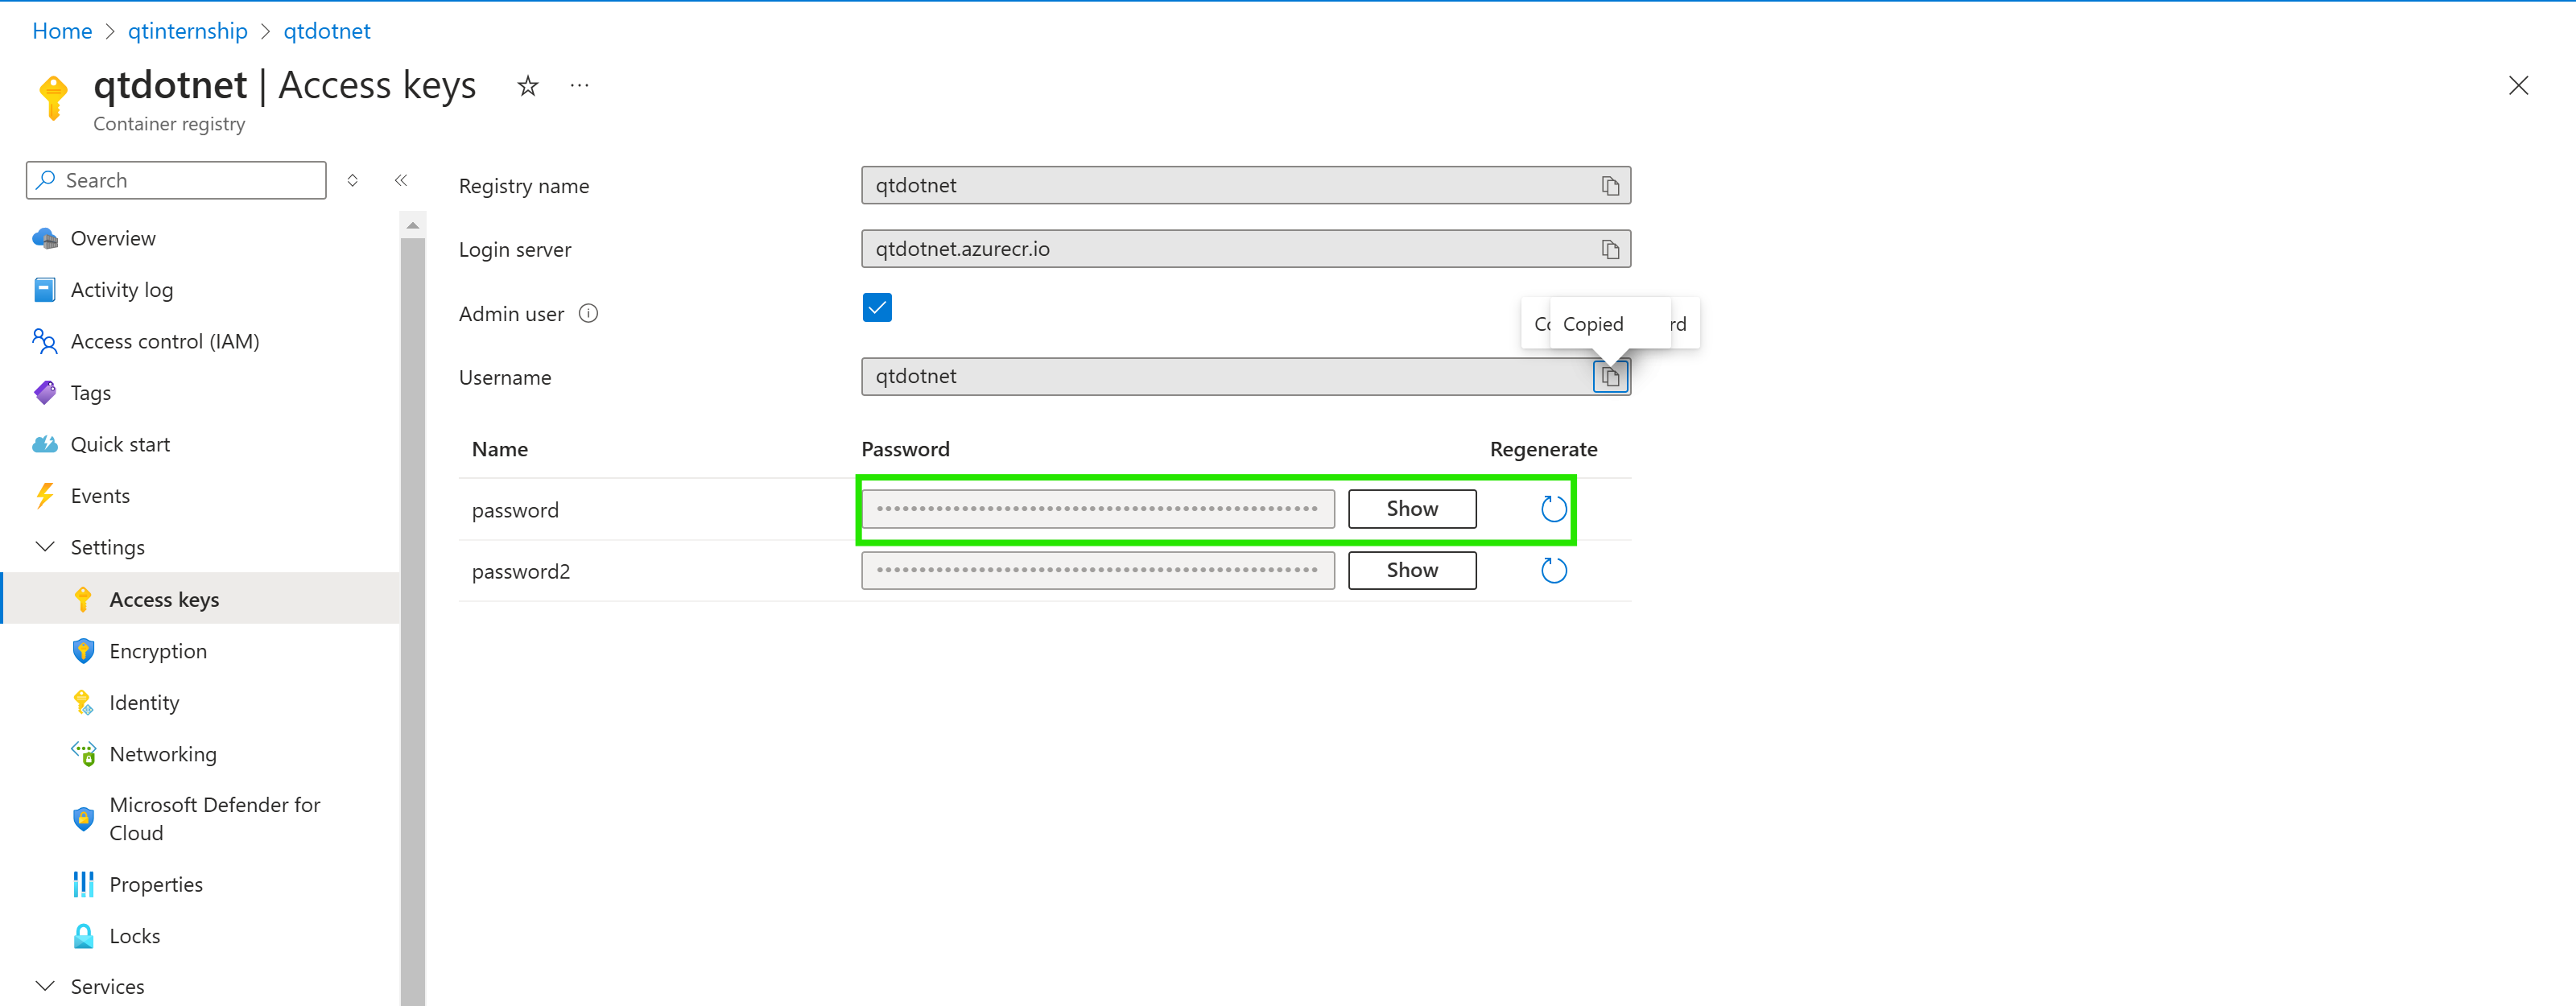 Home > qtinternship > qtdotnet
qtdotnet | Access keys
Container registry
Search
Overview
Activity log
Access control (IAM)
Tags
Quick start
Events
Settings
Access keys
Encryption
Identity
Networking
Microsoft Defender for
Cloud
Properties
Locks
Services
Registry name
qtdotnet
Login server
qtdotnet.azurecr.io
Admin user
Copied
Username
qtdotnet
Name Password Regenerate
password Show
password2 Show